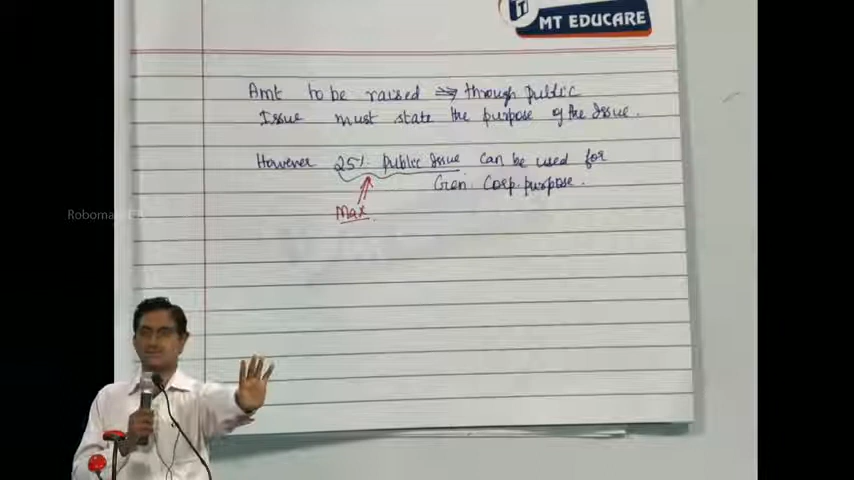 MT EDUCARE
Amt to be raised ⇒ through public
Issue must state the purpose of the Issue.
However 25% public Issue can be used for
Gen. Corp. purpose.
Max